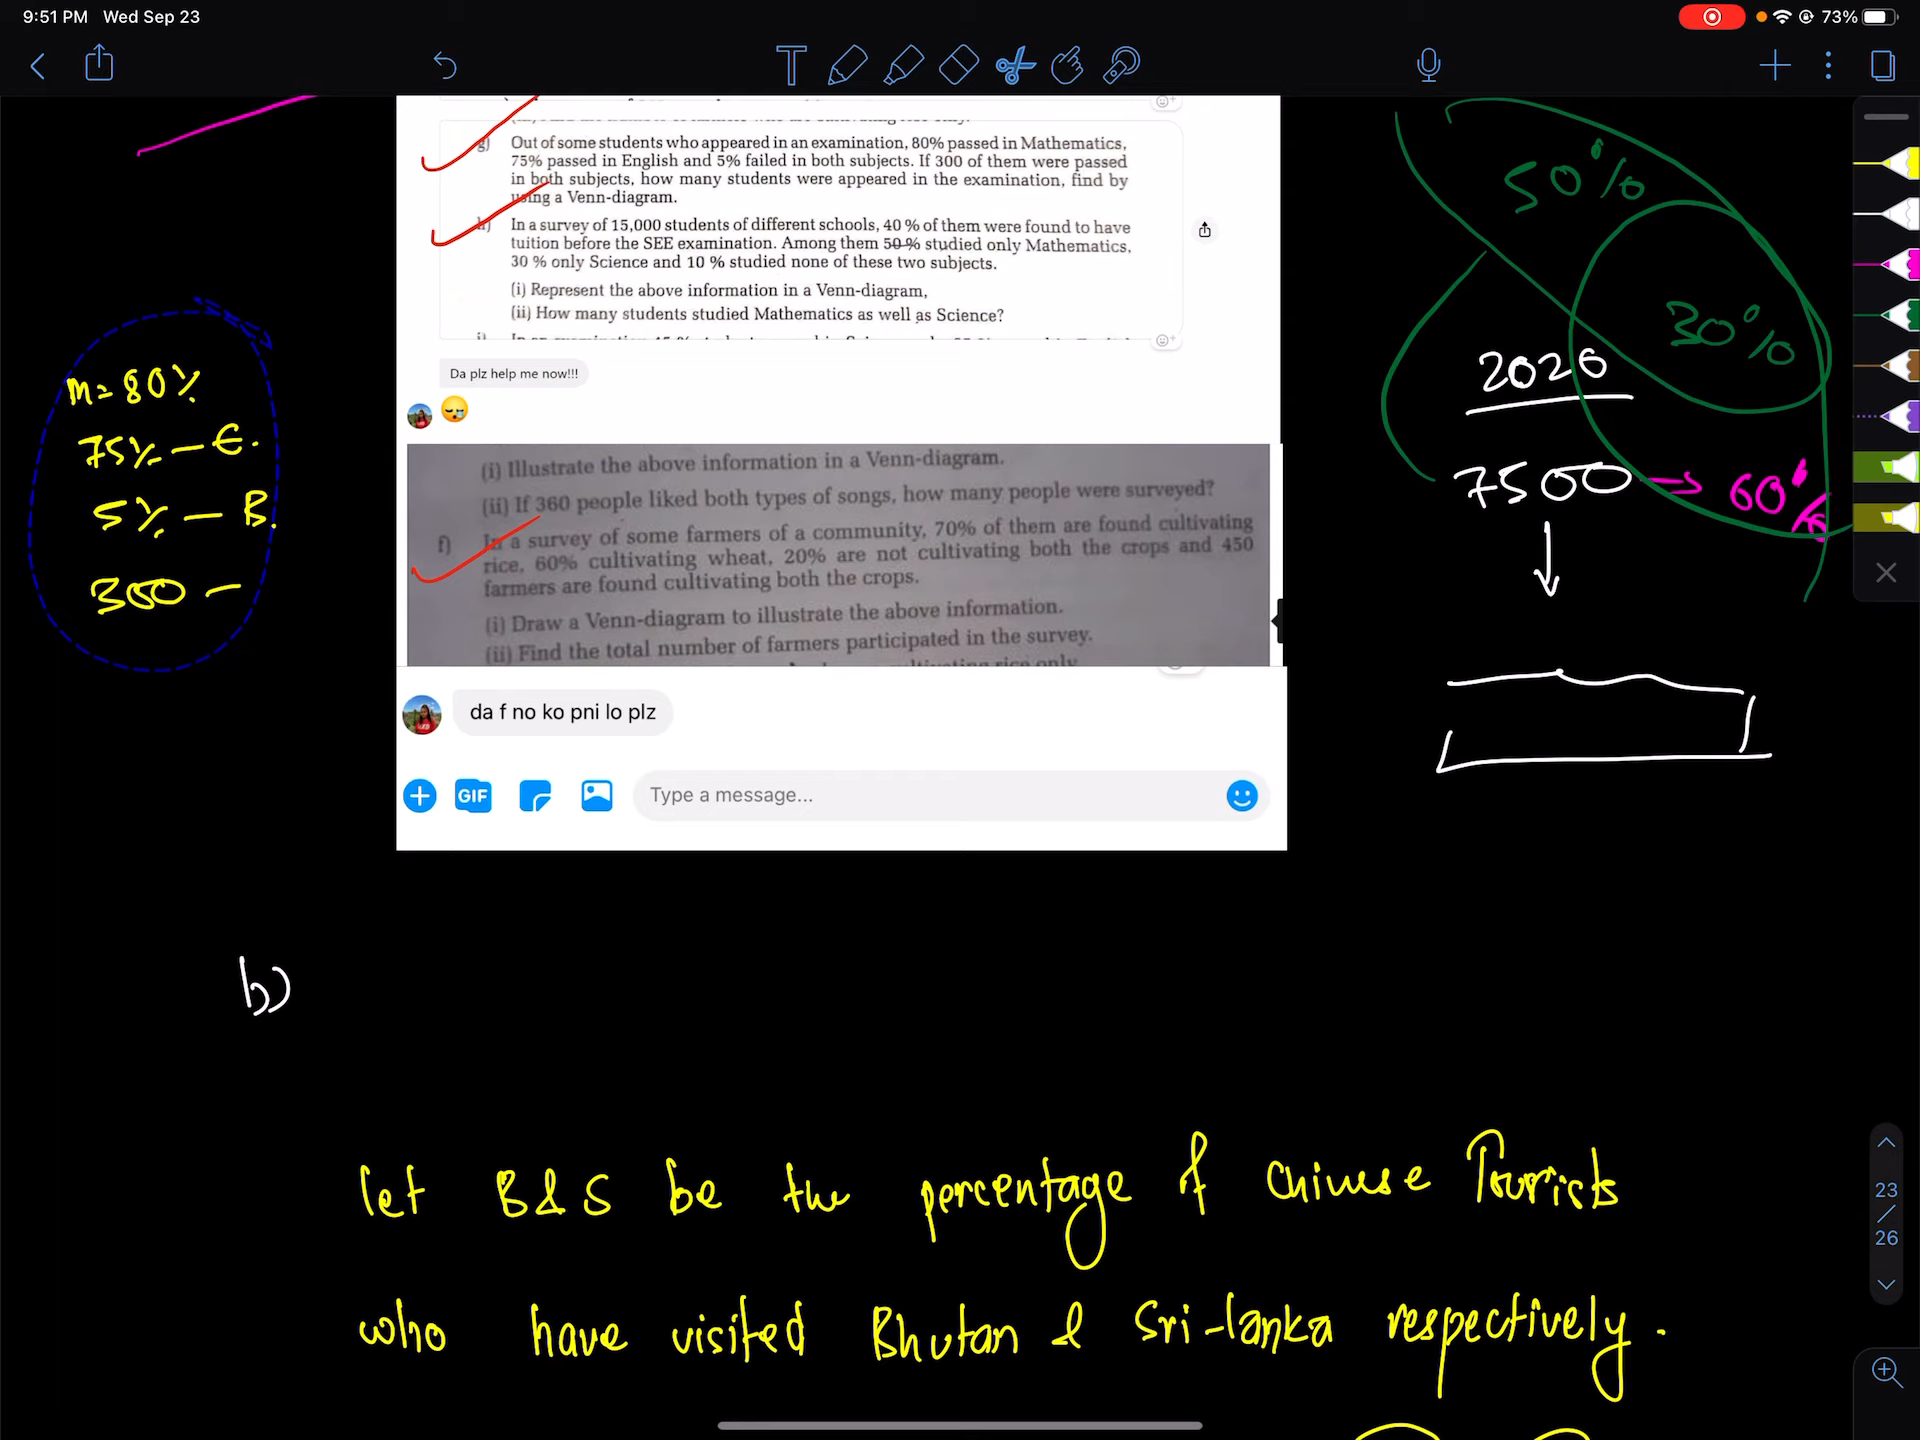 9:51 PM Wed Sep 23
73%
g) Out of some students who appeared in an examination, 80% passed in Mathematics,
75% passed in English and 5% failed in both subjects. If 300 of them were passed
in both subjects, how many students were appeared in the examination, find by
using a Venn-diagram.
h) In a survey of 15,000 students of different schools, 40 % of them were found to have
tuition before the SEE examination. Among them 50 % studied only Mathematics,
30 % only Science and 10 % studied none of these two subjects.
(i) Represent the above information in a Venn-diagram,
(ii) How many students studied Mathematics as well as Science?
Da plz help me now!!!
(i) Illustrate the above information in a Venn-diagram.
(ii) If 360 people liked both types of songs, how many people were surveyed?
f) In a survey of some farmers of a community, 70% of them are found cultivating
rice, 60% cultivating wheat, 20% are not cultivating both the crops and 450
farmers are found cultivating both the crops.
(i) Draw a Venn-diagram to illustrate the above information.
(ii) Find the total number of farmers participated in the survey.
da f no ko pni lo plz
GIF
Type a message...
m = 80%
75% — E.
5% — B.
300 —
50%
30%
2020
7500 → 60%
b)
let B & S be the percentage of Chinese Tourists
who have visited Bhutan & Sri-lanka respectively.
23
/
26